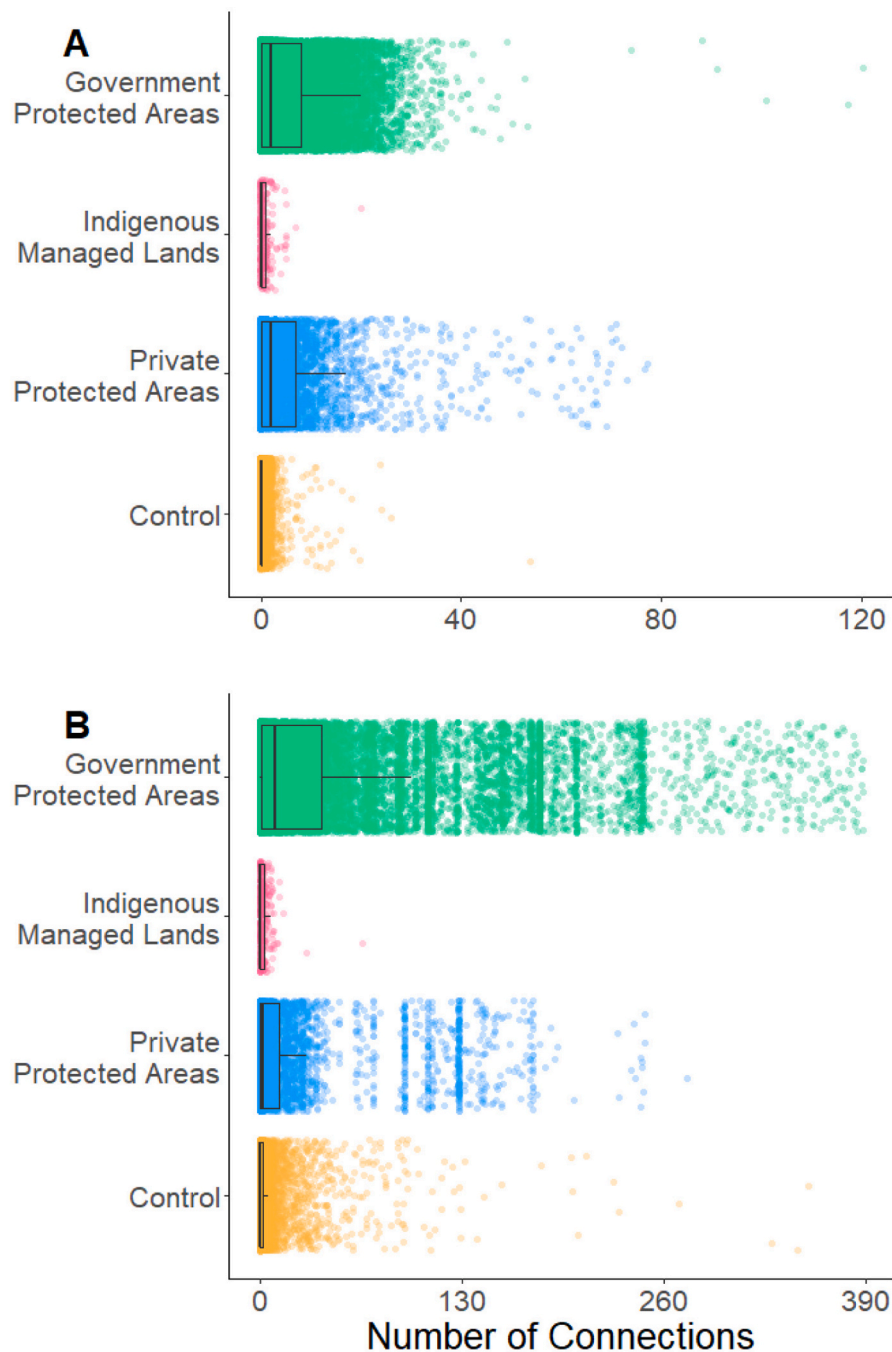 A
Government
Protected Areas
Indigenous
Managed Lands
Private
Protected Areas
Control
0 40 80 120
B
Government
Protected Areas
Indigenous
Managed Lands
Private
Protected Areas
Control
0 130 260 390
Number of Connections